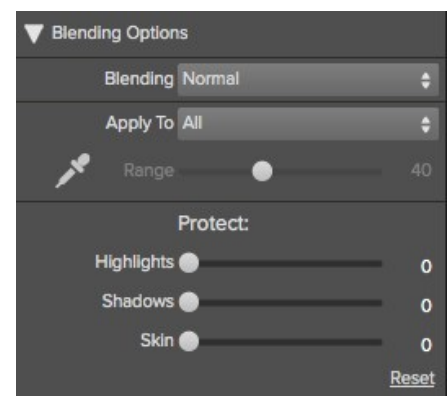 Blending Options
Blending Normal
Apply To All
Range 40
Protect:
Highlights 0
Shadows 0
Skin 0
Reset